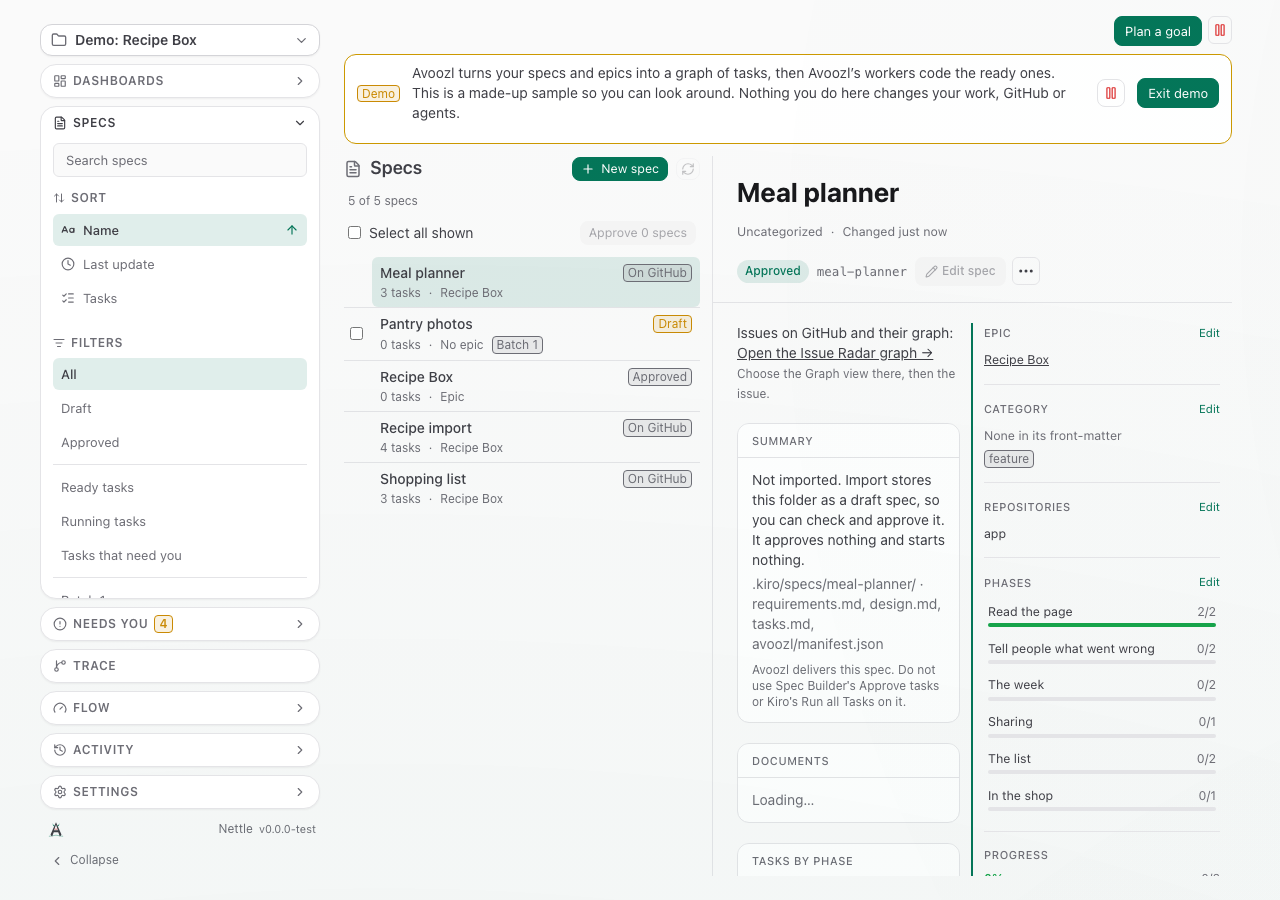 Demo: Recipe Box
DASHBOARDS
SPECS
Search specs
SORT
Aa Name
Last update
Tasks
FILTERS
All
Draft
Approved
Ready tasks
Running tasks
Tasks that need you
NEEDS YOU 4
TRACE
FLOW
ACTIVITY
SETTINGS
Nettle v0.0.0-test
Collapse
Plan a goal
Demo
Avoozl turns your specs and epics into a graph of tasks, then Avoozl's workers code the ready ones.
This is a made-up sample so you can look around. Nothing you do here changes your work, GitHub or
agents.
Exit demo
Specs
New spec
5 of 5 specs
Select all shown
Approve 0 specs
Meal planner On GitHub
3 tasks · Recipe Box
Pantry photos Draft
0 tasks · No epic Batch 1
Recipe Box Approved
0 tasks · Epic
Recipe import On GitHub
4 tasks · Recipe Box
Shopping list On GitHub
3 tasks · Recipe Box
Meal planner
Uncategorized · Changed just now
Approved meal-planner Edit spec
Issues on GitHub and their graph:
Open the Issue Radar graph →
Choose the Graph view there, then the
issue.
SUMMARY
Not imported. Import stores
this folder as a draft spec, so
you can check and approve it.
It approves nothing and starts
nothing.
.kiro/specs/meal-planner/ ·
requirements.md, design.md,
tasks.md,
avoozl/manifest.json
Avoozl delivers this spec. Do not
use Spec Builder's Approve tasks
or Kiro's Run all Tasks on it.
DOCUMENTS
Loading…
TASKS BY PHASE
EPIC Edit
Recipe Box
CATEGORY Edit
None in its front-matter
feature
REPOSITORIES Edit
app
PHASES Edit
Read the page 2/2
Tell people what went wrong 0/2
The week 0/2
Sharing 0/1
The list 0/2
In the shop 0/1
PROGRESS